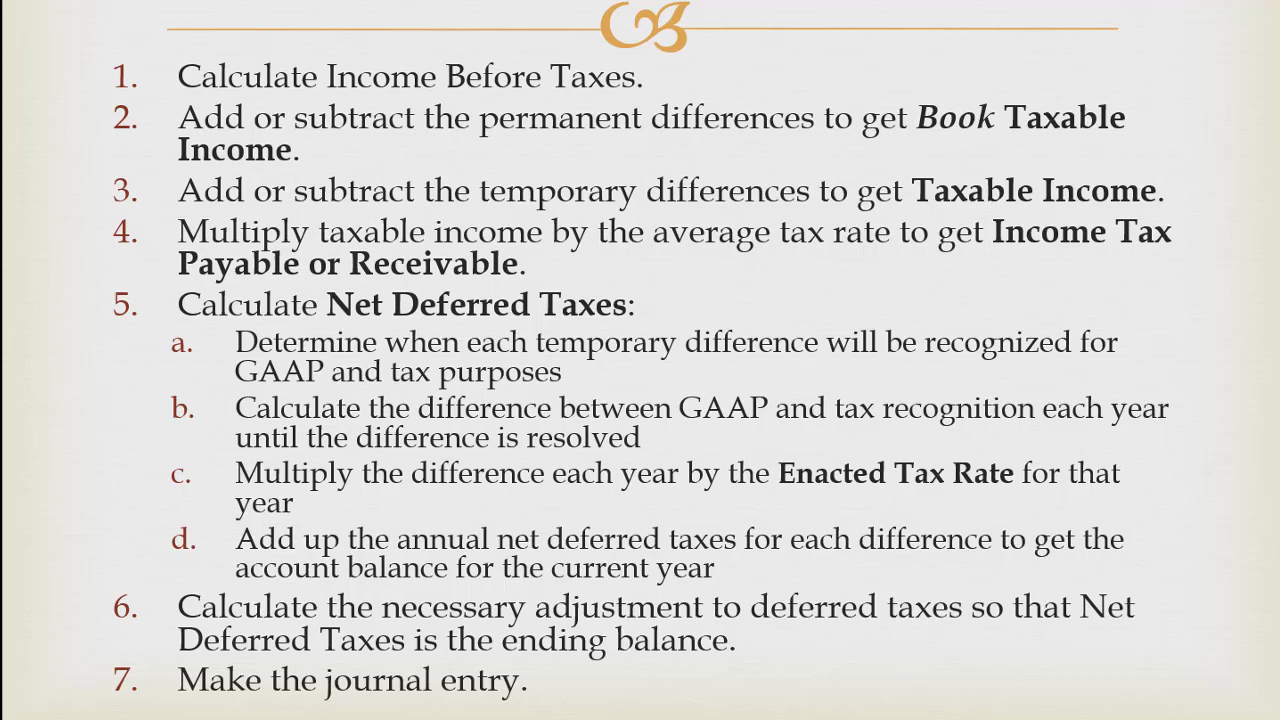 1. Calculate Income Before Taxes.
2. Add or subtract the permanent differences to get Book Taxable
Income.
3. Add or subtract the temporary differences to get Taxable Income.
4. Multiply taxable income by the average tax rate to get Income Tax
Payable or Receivable.
5. Calculate Net Deferred Taxes:
a. Determine when each temporary difference will be recognized for
GAAP and tax purposes
b. Calculate the difference between GAAP and tax recognition each year
until the difference is resolved
c. Multiply the difference each year by the Enacted Tax Rate for that
year
d. Add up the annual net deferred taxes for each difference to get the
account balance for the current year
6. Calculate the necessary adjustment to deferred taxes so that Net
Deferred Taxes is the ending balance.
7. Make the journal entry.